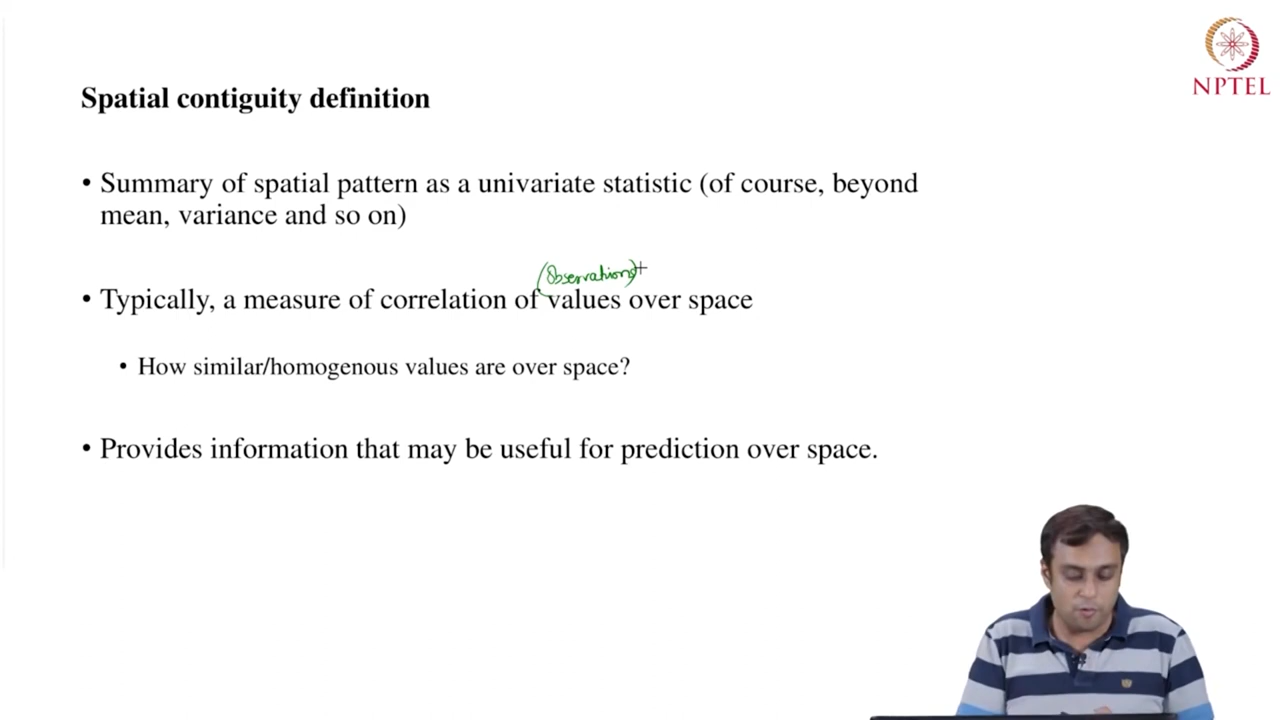 NPTEL
Spatial contiguity definition
• Summary of spatial pattern as a univariate statistic (of course, beyond
mean, variance and so on)
(Observations)
• Typically, a measure of correlation of values over space
• How similar/homogenous values are over space?
• Provides information that may be useful for prediction over space.